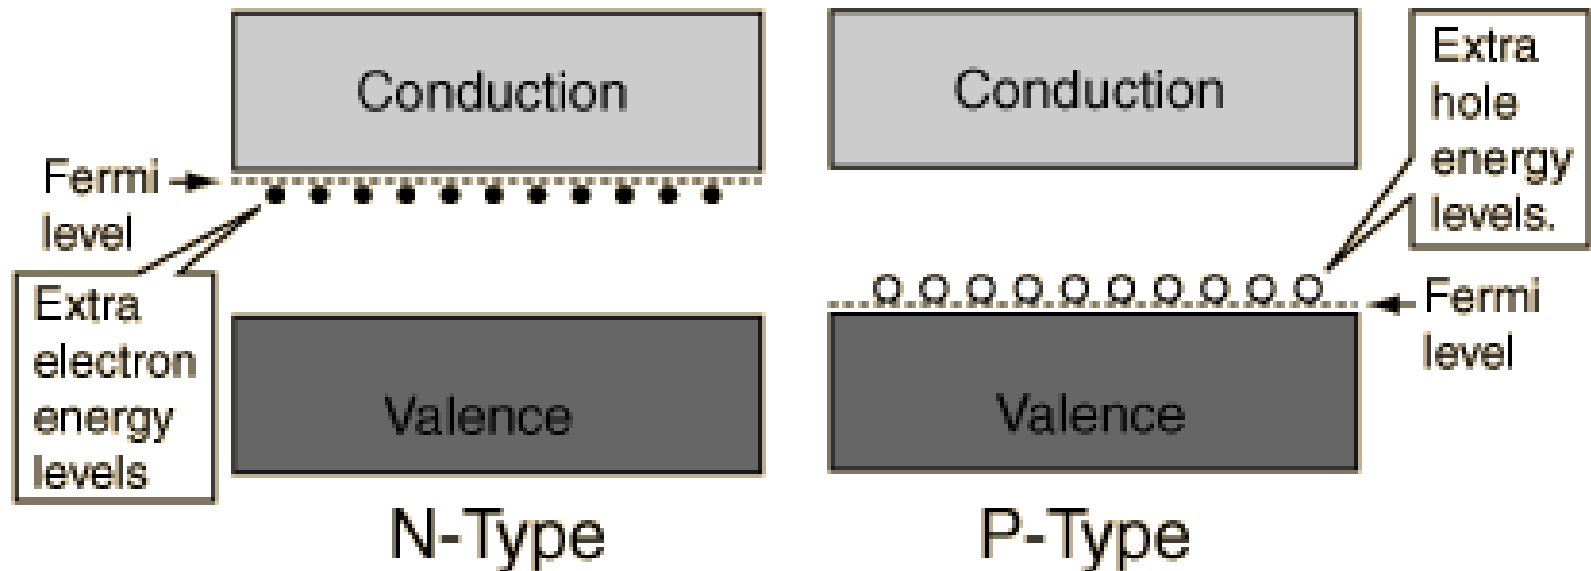 Conduction
Fermi
level
Extra
electron
energy
levels
Valence
N-Type
Conduction
Extra
hole
energy
levels.
Fermi
level
Valence
P-Type